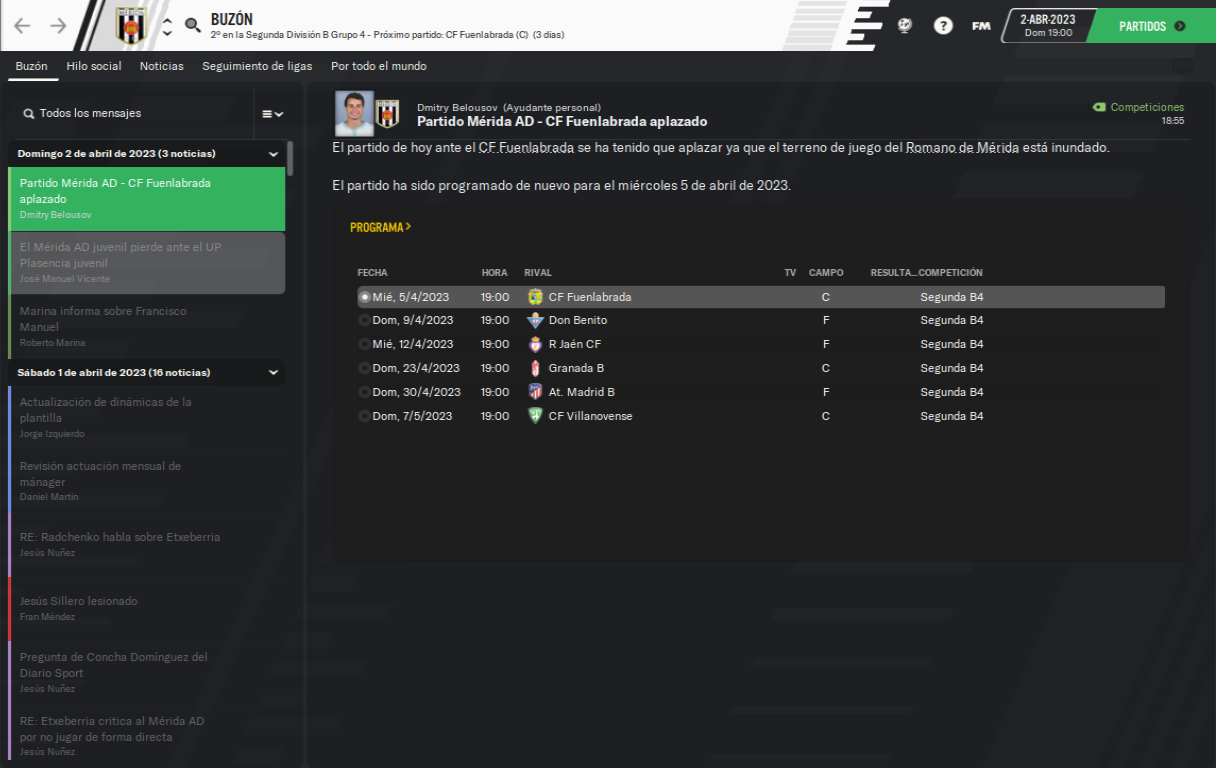 BUZÓN
2º en la Segunda División B Grupo 4 - Próximo partido: CF Fuenlabrada (C) (3 días)
?
FM
2-ABR-2023
Dom 19:00
PARTIDOS
Buzón
Hilo social
Noticias
Seguimiento de ligas
Por todo el mundo
Todos los mensajes
Domingo 2 de abril de 2023 (3 noticias)
Partido Mérida AD - CF Fuenlabrada
aplazado
Dmitry Belousov
El Mérida AD juvenil pierde ante el UP
Plasencia juvenil
José Manuel Vicente
Marina informa sobre Francisco
Manuel
Roberto Marina
Sábado 1 de abril de 2023 (16 noticias)
Actualización de dinámicas de la
plantilla
Jorge Izquierdo
Revisión actuación mensual de
mánager
Daniel Martín
RE: Radchenko habla sobre Etxeberria
Jesús Nuñez
Jesús Sillero lesionado
Fran Méndez
Pregunta de Concha Domínguez del
Diario Sport
Jesús Nuñez
RE: Etxeberria critica al Mérida AD
por no jugar de forma directa
Jesús Nuñez
Dmitry Belousov (Ayudante personal)
Partido Mérida AD - CF Fuenlabrada aplazado
Competiciones
18:55
El partido de hoy ante el CF Fuenlabrada se ha tenido que aplazar ya que el terreno de juego del Romano de Mérida está inundado.
El partido ha sido programado de nuevo para el miércoles 5 de abril de 2023.
PROGRAMA
FECHA HORA RIVAL TV CAMPO RESULTA... COMPETICIÓN
Mié, 5/4/2023 19:00 CF Fuenlabrada C Segunda B4
Dom, 9/4/2023 19:00 Don Benito F Segunda B4
Mié, 12/4/2023 19:00 R Jaén CF F Segunda B4
Dom, 23/4/2023 19:00 Granada B C Segunda B4
Dom, 30/4/2023 19:00 At. Madrid B F Segunda B4
Dom, 7/5/2023 19:00 CF Villanovense C Segunda B4